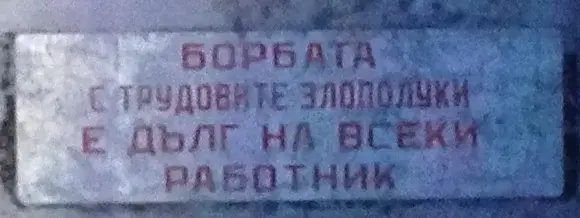 БОРБАТА
С ТРУДОВИТЕ ЗЛОПОЛУКИ
Е ДЪЛГ НА ВСЕКИ
РАБОТНИК